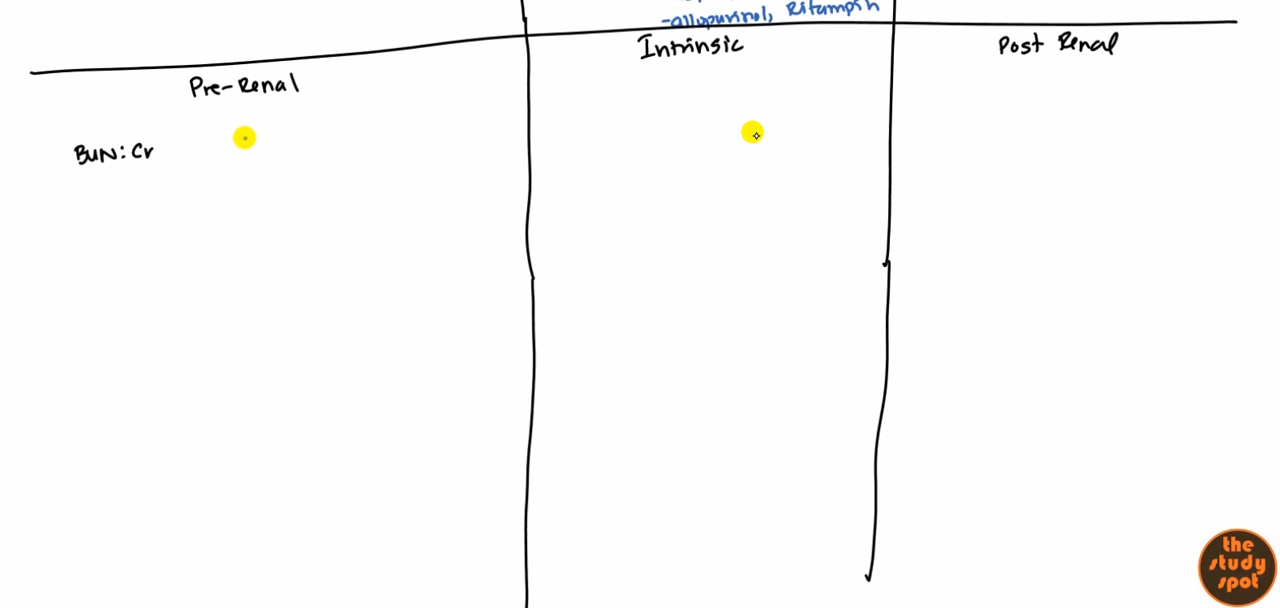 -allopurinol, Rifampin
Intrinsic
Post Renal
Pre-Renal
BUN:Cr
the
study
spot